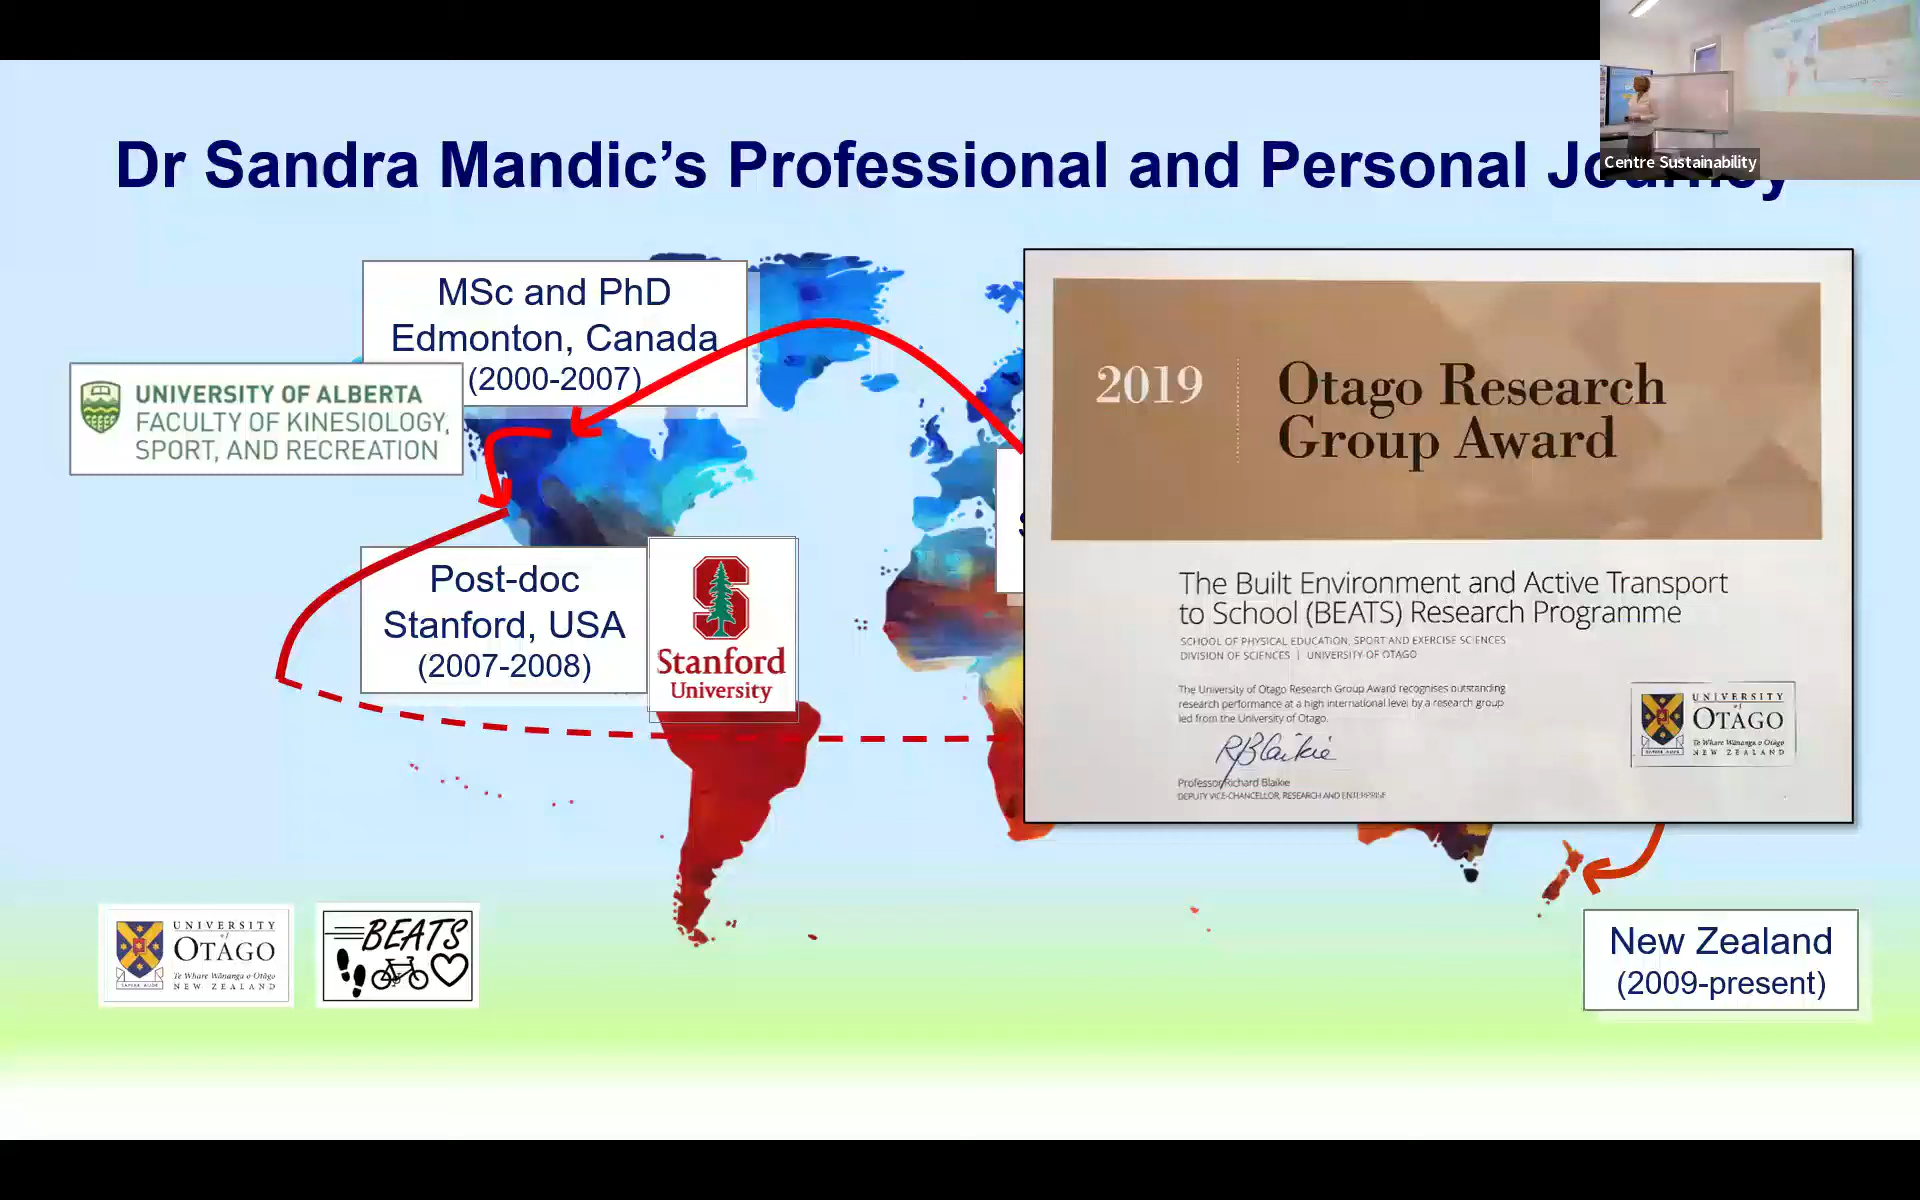 Centre Sustainability
Dr Sandra Mandic's Professional and Personal Journey
MSc and PhD
Edmonton, Canada
(2000-2007)
UNIVERSITY OF ALBERTA
FACULTY OF KINESIOLOGY,
SPORT, AND RECREATION
Post-doc
Stanford, USA
(2007-2008)
S
Stanford
University
2019
Otago Research
Group Award
The Built Environment and Active Transport
to School (BEATS) Research Programme
SCHOOL OF PHYSICAL EDUCATION, SPORT AND EXERCISE SCIENCES
DIVISION OF SCIENCES | UNIVERSITY OF OTAGO
The University of Otago Research Group Award recognises outstanding
research performance at a high international level by a research group
led from the University of Otago.
RBlaikie
Professor Richard Blaikie
DEPUTY VICE-CHANCELLOR, RESEARCH AND ENTERPRISE
UNIVERSITY
of
OTAGO
Te Whare Wānanga o Otāgo
NEW ZEALAND
UNIVERSITY
of
OTAGO
Te Whare Wānanga o Otāgo
NEW ZEALAND
SAPERE AUDE
BEATS
New Zealand
(2009-present)